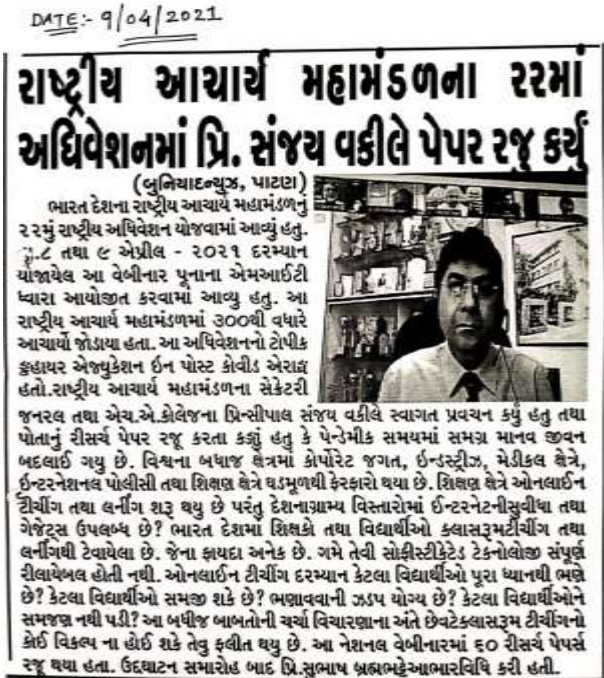 DATE:- 9/04/2021
રાષ્ટ્રીય આચાર્ય મહામંડળના ૨૨માં
અધિવેશનમાં પ્રિ. સંજય વકીલે પેપર રજૂ કર્યું
(બુનિયાદન્યુઝ, પાટણ)
ભારત દેશના રાષ્ટ્રીય આચાર્ય મહામંડળનું
૨૨મું રાષ્ટ્રીય અધિવેશન યોજવામાં આવ્યું હતુ.
તા.૮ તથા ૯ એપ્રીલ - ૨૦૨૧ દરમ્યાન
યોજાયેલ આ વેબીનાર પૂનાના એમઆઈટી
ધ્વારા આયોજીત કરવામાં આવ્યુ હતુ. આ
રાષ્ટ્રીય આચાર્ય મહામંડળમાં ૩૦૦થી વધારે
આચાર્યો જોડાયા હતા. આ અધિવેશનનો ટોપીક
હાયર એજ્યુકેશન ઇન પોસ્ટ કોવીડ એરા
હતો.રાષ્ટ્રીય આચાર્ય મહામંડળના સેક્રેટરી
જનરલ તથા એચ.એ.કોલેજના પ્રિન્સીપાલ સંજય વકીલે સ્વાગત પ્રવચન કર્યું હતુ તથા
પોતાનું રીસર્ચ પેપર રજૂ કરતા કહ્યું હતુ કે પેન્ડેમીક સમયમાં સમગ્ર માનવ જીવન
બદલાઈ ગયુ છે. વિશ્વના બધાજ ક્ષેત્રમાં કોર્પોરેટ જગત, ઇન્ડસ્ટ્રીઝ, મેડીકલ ક્ષેત્રે,
ઇન્ટરનેશનલ પોલીસી તથા શિક્ષણ ક્ષેત્રે ધડમૂળથી ફેરફારો થયા છે. શિક્ષણ ક્ષેત્રે ઓનલાઈન
ટીચીંગ તથા લર્નીંગ શરૂ થયુ છે પરંતુ દેશનાગ્રામ્ય વિસ્તારોમાં ઈન્ટરનેટનીસુવીધા તથા
ગેજેટ્સ ઉપલબ્ધ છે? ભારત દેશમાં શિક્ષકો તથા વિદ્યાર્થીઓ ક્લાસરૂમટીચીંગ તથા
લર્નીંગથી ટેવાયેલા છે. જેના ફાયદા અનેક છે. ગમે તેવી સોફીસ્ટીકેટેડ ટેકનોલોજી સંપૂર્ણ
રીલાયેબલ હોતી નથી. ઓનલાઈન ટીચીંગ દરમ્યાન કેટલા વિદ્યાર્થીઓ પૂરા ધ્યાનથી ભણે
છે? કેટલા વિદ્યાર્થીઓ સમજી શકે છે? ભણાવવાની ઝડપ યોગ્ય છે? કેટલા વિદ્યાર્થીઓને
સમજણ નથી પડી? આ બધીજ બાબતોની ચર્ચા વિચારણાના અંતે છેવટેક્લાસરૂમ ટીચીંગનો
કોઈ વિકલ્પ ના હોઈ શકે તેવુ ફલીત થયુ છે. આ નેશનલ વેબીનારમાં ૬૦ રીસર્ચ પેપર્સ
રજૂ થયા હતા. ઉદઘાટન સમારોહ બાદ પ્રિ.સુભાષ બ્રહ્મભટ્ટેઆભારવિધિ કરી હતી.